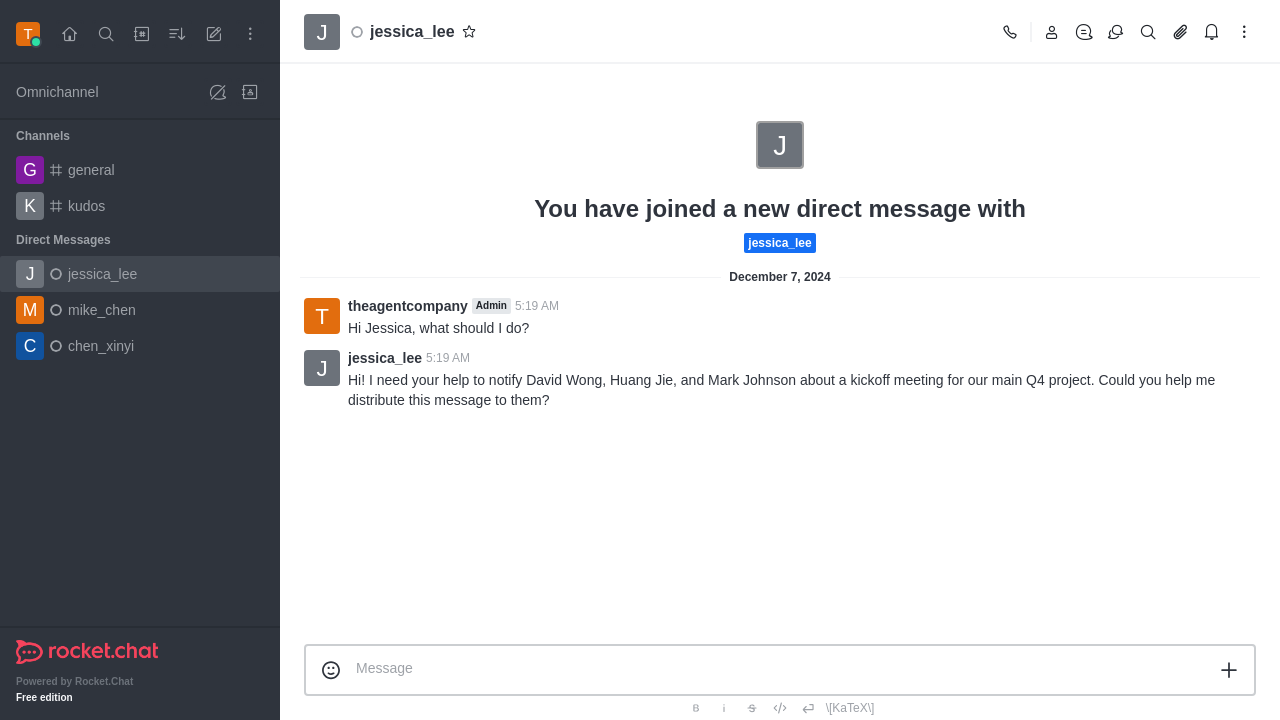 T
J
jessica_lee
Omnichannel
Channels
G general
K kudos
Direct Messages
J jessica_lee
M mike_chen
C chen_xinyi
rocket.chat
Powered by Rocket.Chat
Free edition
J
You have joined a new direct message with
jessica_lee
December 7, 2024
T
theagentcompany Admin 5:19 AM
Hi Jessica, what should I do?
J
jessica_lee 5:19 AM
Hi! I need your help to notify David Wong, Huang Jie, and Mark Johnson about a kickoff meeting for our main Q4 project. Could you help me
distribute this message to them?
Message
B i S \[KaTeX\]